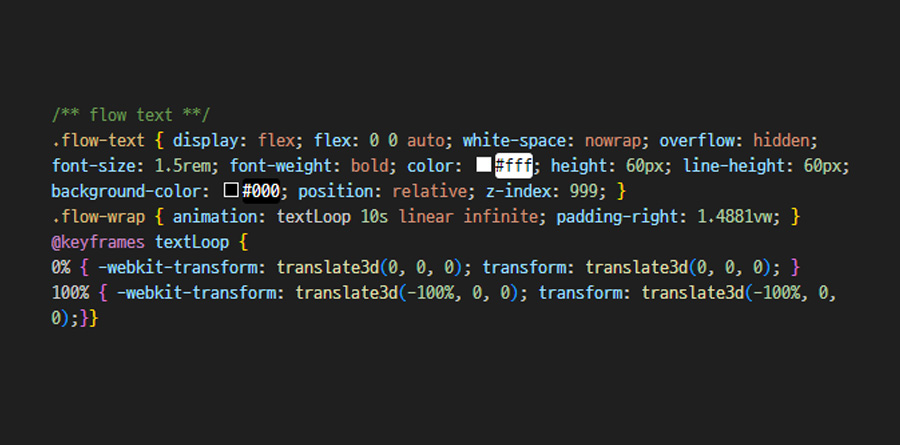 /** flow text **/
.flow-text { display: flex; flex: 0 0 auto; white-space: nowrap; overflow: hidden;
font-size: 1.5rem; font-weight: bold; color: #fff; height: 60px; line-height: 60px;
background-color: #000; position: relative; z-index: 999; }
.flow-wrap { animation: textLoop 10s linear infinite; padding-right: 1.4881vw; }
@keyframes textLoop {
0% { -webkit-transform: translate3d(0, 0, 0); transform: translate3d(0, 0, 0); }
100% { -webkit-transform: translate3d(-100%, 0, 0); transform: translate3d(-100%, 0,
0);}}